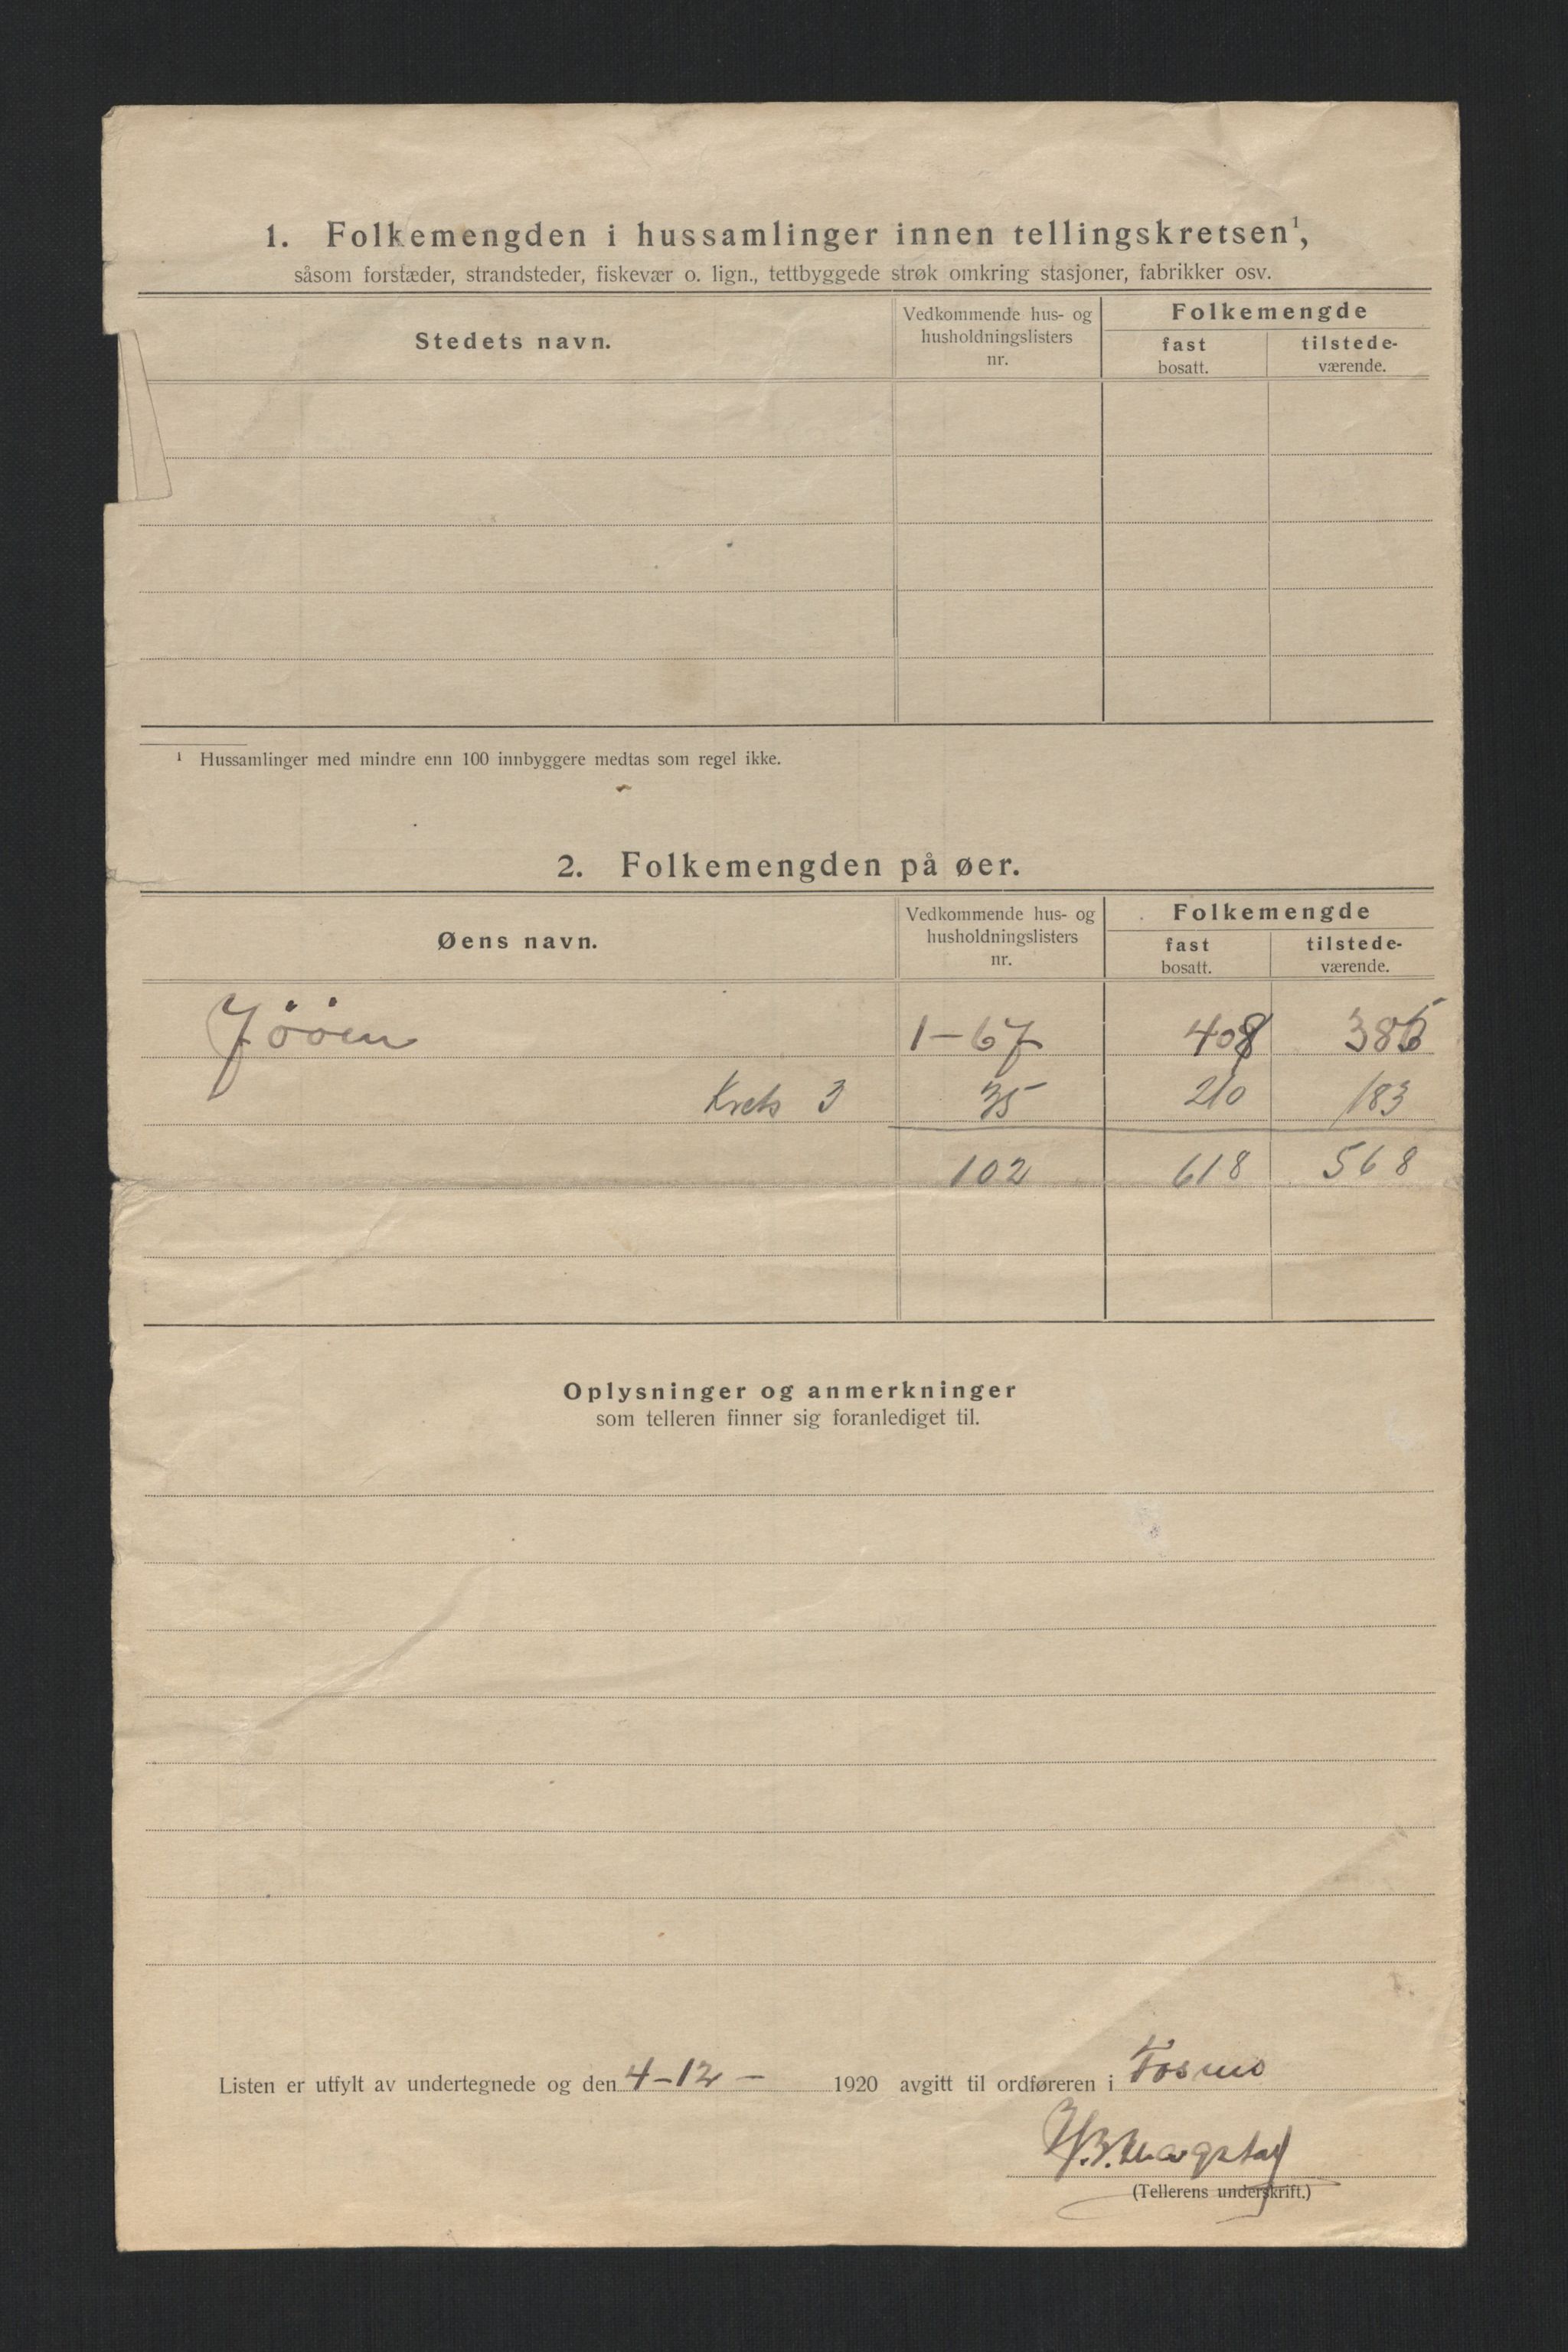 1. Folkemengden i hussamlinger innen tellingskretsen¹,
såsom forstæder, strandsteder, fiskevær o. lign., tettbyggede strøk omkring stasjoner, fabrikker osv.
Stedets navn.
Vedkommende hus- og
husholdningslisters
nr.
Folkemengde
fast
bosatt.
tilstede-
værende.
¹ Hussamlinger med mindre enn 100 innbyggere medtas som regel ikke.
2. Folkemengden på øer.
Øens navn.
Vedkommende hus- og
husholdningslisters
nr.
Folkemengde
fast
bosatt.
tilstede-
værende.
Jööen 1-67 408 385
Krets 3 35 210 183
102 618 568
Oplysninger og anmerkninger
som telleren finner sig foranlediget til.
Listen er utfylt av undertegnede og den 4-12- 1920 avgitt til ordføreren i Fosnes
(Tellerens underskrift.)